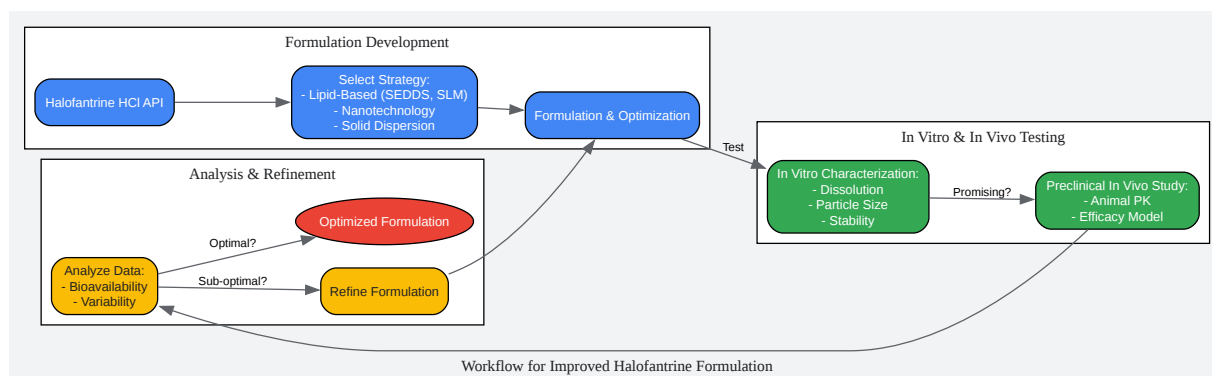 Formulation Development
Halofantrine HCl API
Select Strategy:
- Lipid-Based (SEDDS, SLM)
- Nanotechnology
- Solid Dispersion
Formulation & Optimization
Test
In Vitro & In Vivo Testing
In Vitro Characterization:
- Dissolution
- Particle Size
- Stability
Promising?
Preclinical In Vivo Study:
- Animal PK
- Efficacy Model
Analysis & Refinement
Optimized Formulation
Optimal?
Analyze Data:
- Bioavailability
- Variability
Sub-optimal?
Refine Formulation
Workflow for Improved Halofantrine Formulation